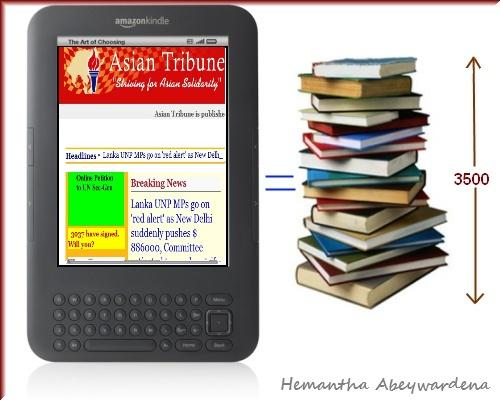 amazonkindle
The Art of Choosing
Asian Tribune
"Striving for Asian Solidarity"
Asian Tribune is publishe
Headlines • Lanka UNP MPs go on 'red alert' as New Delh_
Online Petition
to UN Sec-Gen
3937 have signed.
Will you?
Breaking News
Lanka UNP MPs go on
'red alert' as New Delhi
suddenly pushes $
886000, Committee
=
3500
Menu
Home
Back
Hemantha Abeywardena